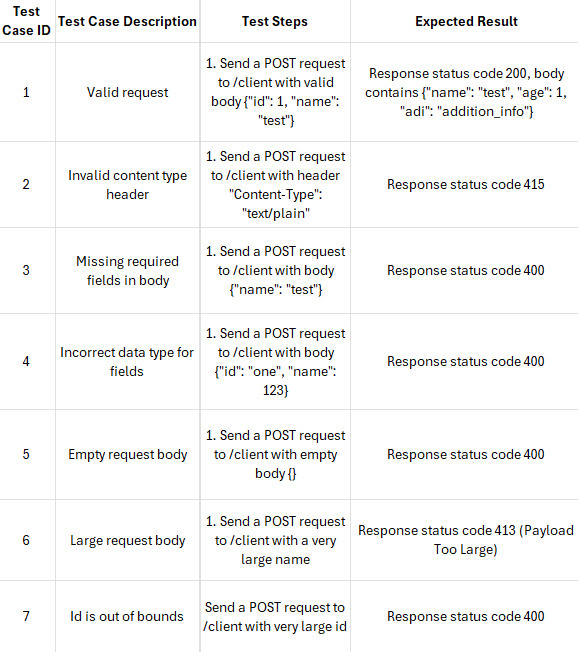 Test
Case ID
Test Case Description
Test Steps
Expected Result
1
Valid request
1. Send a POST request
to /client with valid
body {"id": 1, "name":
"test"}
Response status code 200, body
contains {"name": "test", "age": 1,
"adi": "addition_info"}
2
Invalid content type
header
1. Send a POST request
to /client with header
"Content-Type":
"text/plain"
Response status code 415
3
Missing required
fields in body
1. Send a POST request
to /client with body
{"name": "test"}
Response status code 400
4
Incorrect data type for
fields
1. Send a POST request
to /client with body
{"id": "one", "name":
123}
Response status code 400
5
Empty request body
1. Send a POST request
to /client with empty
body {}
Response status code 400
6
Large request body
1. Send a POST request
to /client with a very
large name
Response status code 413 (Payload
Too Large)
7
Id is out of bounds
Send a POST request to
/client with very large id
Response status code 400